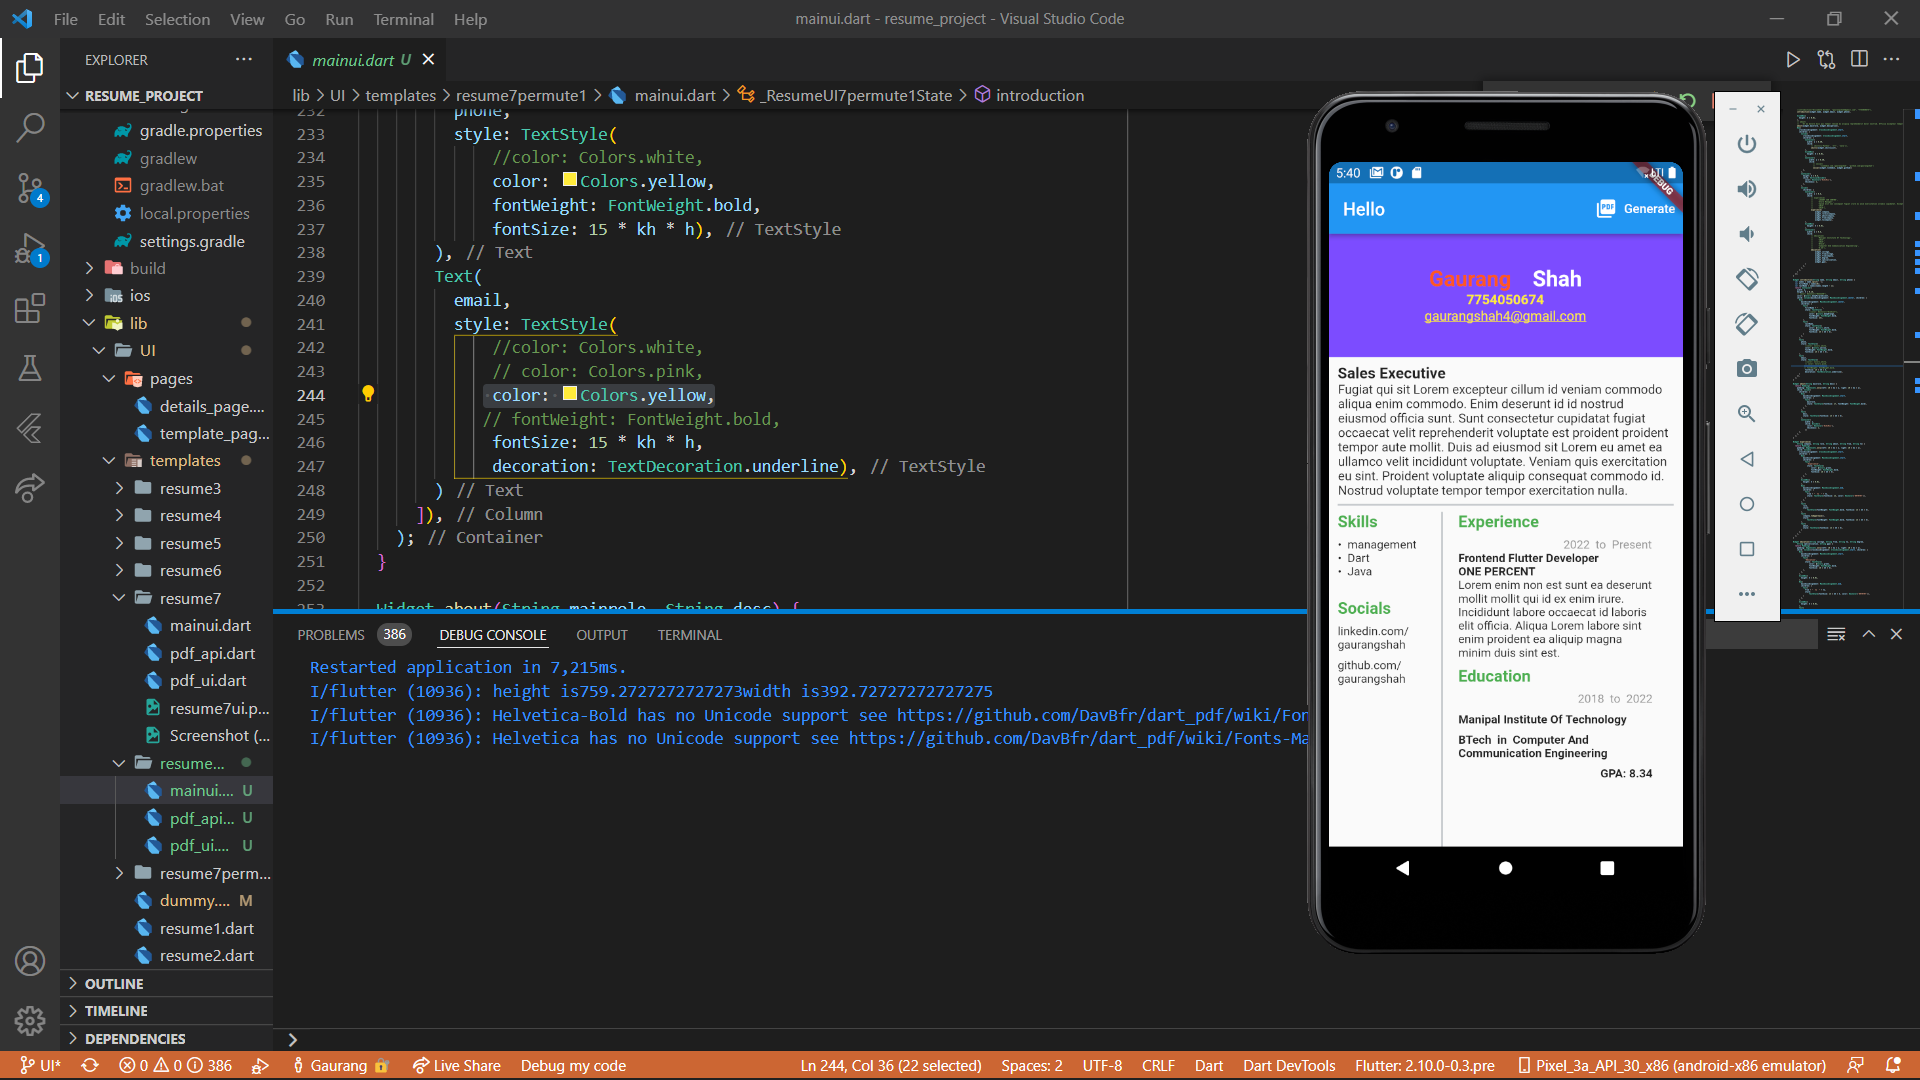 File Edit Selection View Go Run Terminal Help
mainui.dart - resume_project - Visual Studio Code
EXPLORER
RESUME_PROJECT
gradle.properties
gradlew
gradlew.bat
local.properties
settings.gradle
build
ios
lib
UI
pages
details_page....
template_pag...
templates
resume3
resume4
resume5
resume6
resume7
mainui.dart
pdf_api.dart
pdf_ui.dart
resume7ui.p...
Screenshot (...
resume...
mainui.... U
pdf_api... U
pdf_ui.... U
resume7perm...
dummy.... M
resume1.dart
resume2.dart
OUTLINE
TIMELINE
DEPENDENCIES
4
1
mainui.dart U
lib > UI > templates > resume7permute1 > mainui.dart > _ResumeUI7permute1State > introduction
232 phone,
233 style: TextStyle(
234 //color: Colors.white,
235 color: Colors.yellow,
236 fontWeight: FontWeight.bold,
237 fontSize: 15 * kh * h), // TextStyle
238 ), // Text
239 Text(
240 email,
241 style: TextStyle(
242 //color: Colors.white,
243 // color: Colors.pink,
244 color: Colors.yellow,
245 // fontWeight: FontWeight.bold,
246 fontSize: 15 * kh * h,
247 decoration: TextDecoration.underline), // TextStyle
248 ) // Text
249 ]), // Column
250 ); // Container
251 }
252
253 Widget about(String mainrole, String desc) {
PROBLEMS 386 DEBUG CONSOLE OUTPUT TERMINAL
Restarted application in 7,215ms.
I/flutter (10936): height is759.2727272727273width is392.72727272727275
I/flutter (10936): Helvetica-Bold has no Unicode support see https://github.com/DavBfr/dart_pdf/wiki/Fon
I/flutter (10936): Helvetica has no Unicode support see https://github.com/DavBfr/dart_pdf/wiki/Fonts-Ma
5:40
DEBUG
Hello
PDF Generate
Gaurang Shah
7754050674
gaurangshah4@gmail.com
Sales Executive
Fugiat qui sit Lorem excepteur cillum id veniam commodo
aliqua enim commodo. Enim deserunt id id nostrud
eiusmod officia sunt. Sunt consectetur cupidatat fugiat
occaecat velit reprehenderit voluptate est proident proident
tempor aute mollit. Duis ad eiusmod sit Lorem eu amet ea
ullamco velit incididunt voluptate. Veniam quis exercitation
eu sint. Proident voluptate aliquip consequat commodo id.
Nostrud voluptate tempor tempor exercitation nulla.
Skills
• management
• Dart
• Java
Socials
linkedin.com/
gaurangshah
github.com/
gaurangshah
Experience
2022 to Present
Frontend Flutter Developer
ONE PERCENT
Lorem enim non est sunt ea deserunt
mollit mollit qui id ex enim irure.
Incididunt labore occaecat id laboris
elit officia. Aliqua Lorem labore sint
enim proident ea aliquip magna
minim duis sint est.
Education
2018 to 2022
Manipal Institute Of Technology
BTech in Computer And
Communication Engineering
GPA: 8.34
UI* 0 0 386 Gaurang Live Share Debug my code Ln 244, Col 36 (22 selected) Spaces: 2 UTF-8 CRLF Dart Dart DevTools Flutter: 2.10.0-0.3.pre Pixel_3a_API_30_x86 (android-x86 emulator)